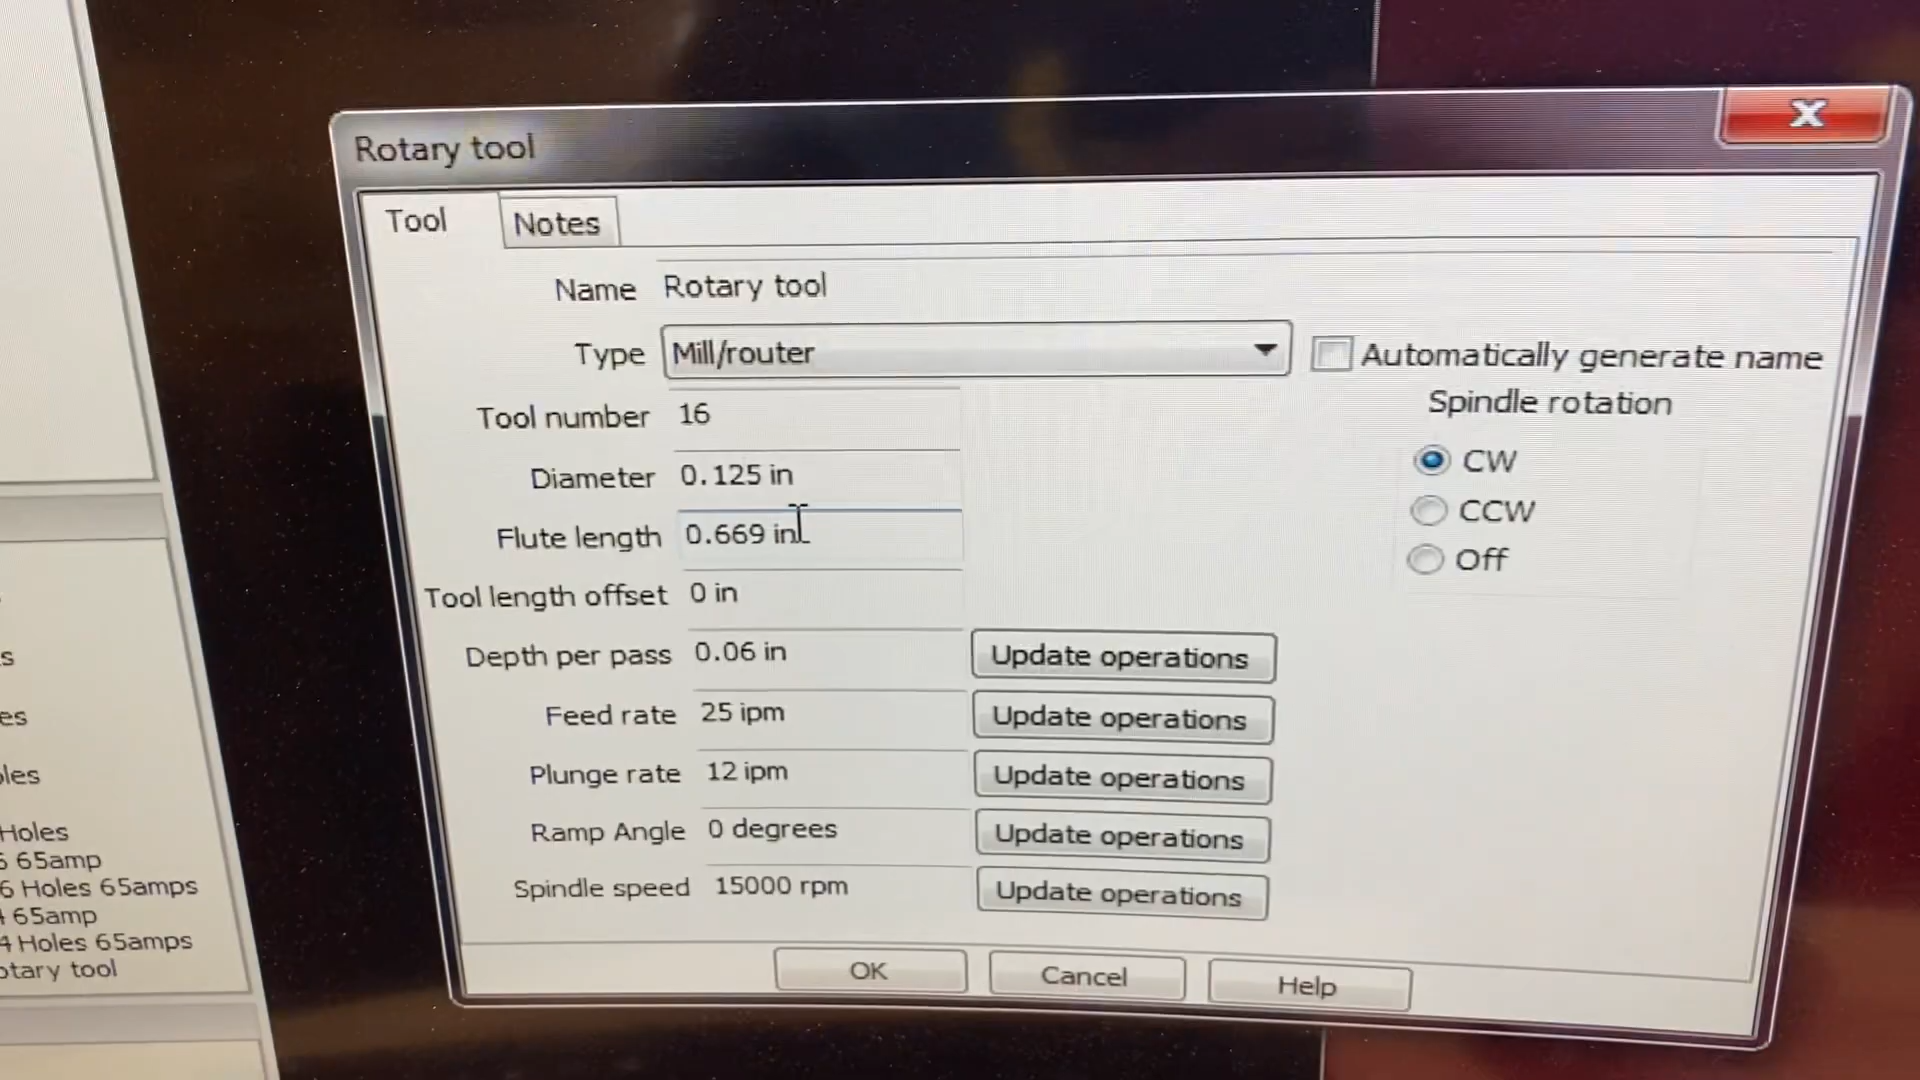 Rotary tool
Tool
Notes
Name Rotary tool
Type Mill/router
Automatically generate name
Tool number 16
Spindle rotation
Diameter 0.125 in
CW
Flute length 0.669 in
CCW
Tool length offset 0 in
Off
Depth per pass 0.06 in Update operations
Feed rate 25 ipm Update operations
Plunge rate 12 ipm Update operations
Ramp Angle 0 degrees Update operations
Spindle speed 15000 rpm Update operations
OK Cancel Help
s
es
les
Holes
65amp
6 Holes 65amps
65amp
4 Holes 65amps
otary tool